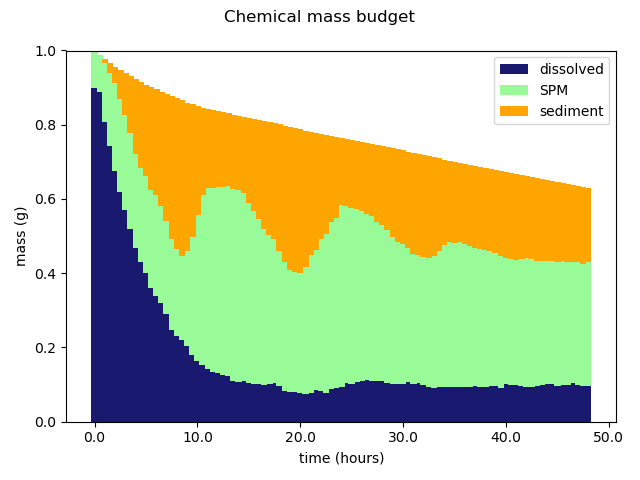 Chemical mass budget
1.0
0.8
0.6
0.4
0.2
0.0
mass (g)
dissolved
SPM
sediment
0.0 10.0 20.0 30.0 40.0 50.0
time (hours)